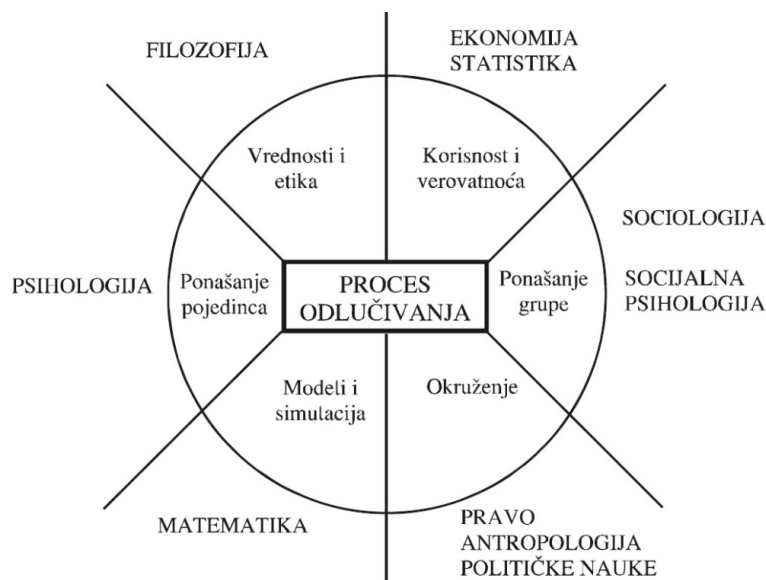 FILOZOFIJA
EKONOMIJA
STATISTIKA
Vrednosti i
etika
Korisnost i
verovatnoća
SOCIOLOGIJA
PSIHOLOGIJA
Ponašanje
pojedinca
PROCES
ODLUČIVANJA
Ponašanje
grupe
SOCIJALNA
PSIHOLOGIJA
Modeli i
simulacija
Okruženje
MATEMATIKA
PRAVO
ANTROPOLOGIJA
POLITIČKE NAUKE